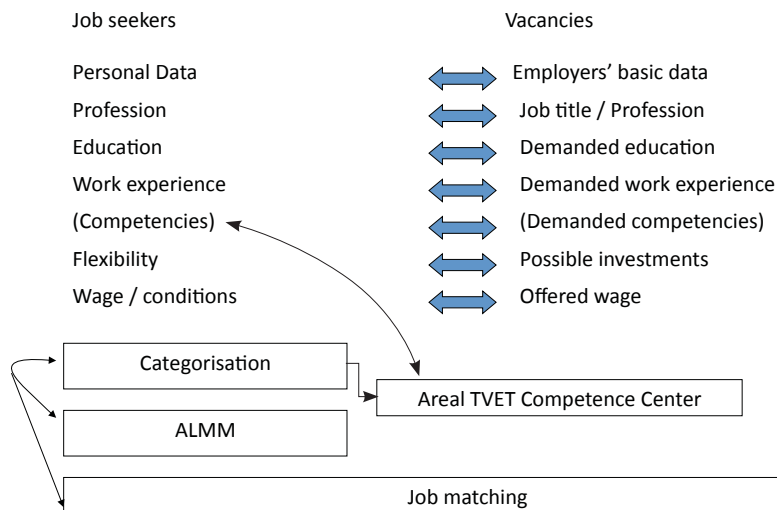 Job seekers Vacancies
Personal Data Employers’ basic data
Profession Job title / Profession
Education Demanded education
Work experience Demanded work experience
(Competencies) (Demanded competencies)
Flexibility Possible investments
Wage / conditions Offered wage
Categorisation
Areal TVET Competence Center
ALMM
Job matching